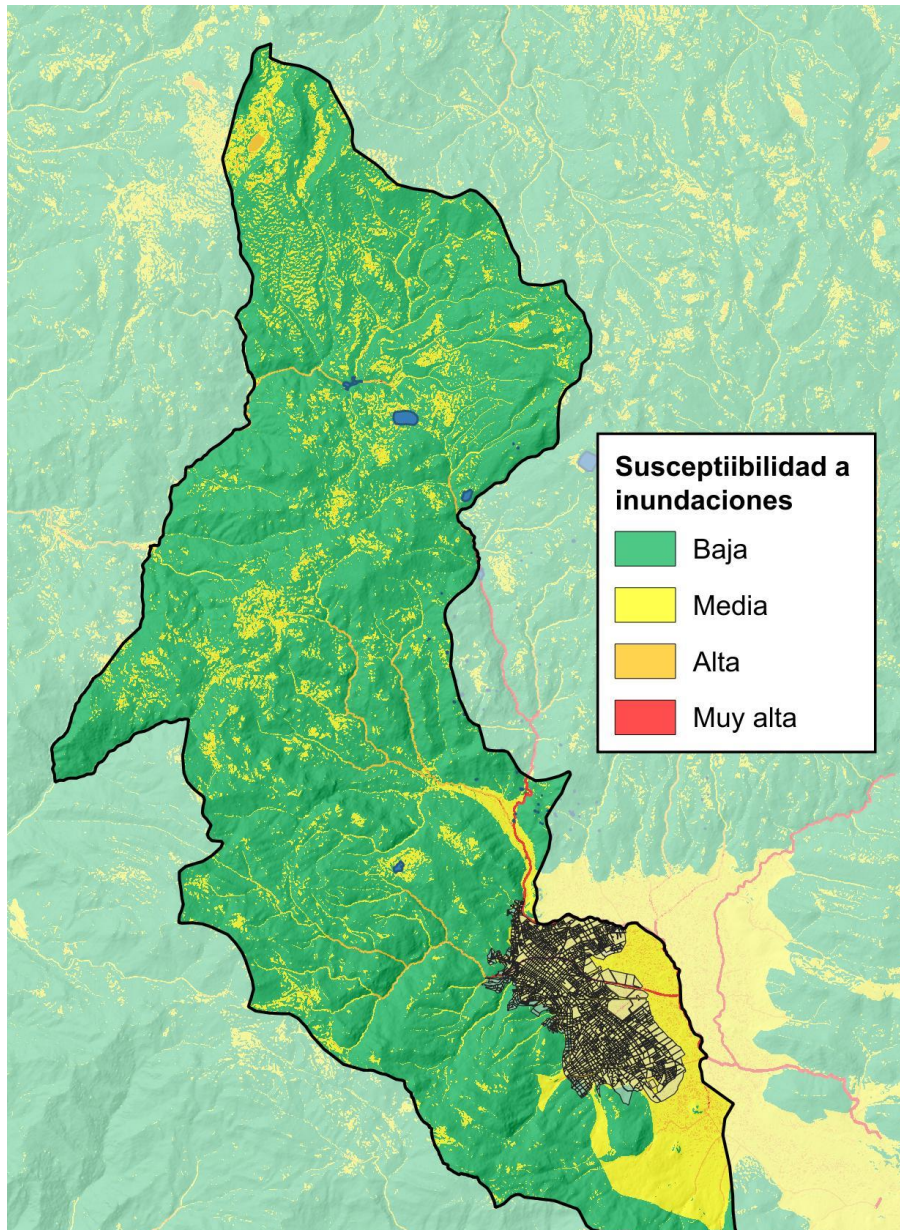 Susceptiibilidad a
inundaciones
Baja
Media
Alta
Muy alta